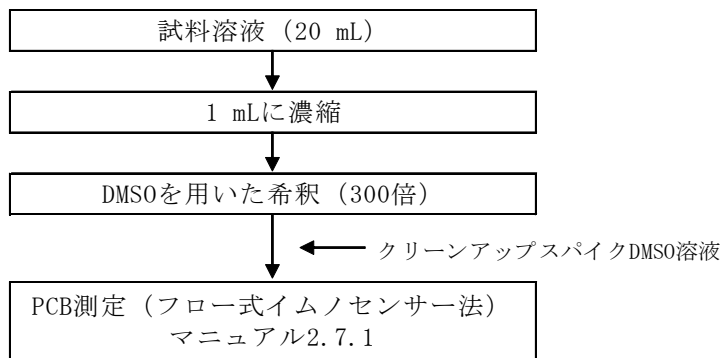 試料溶液（20 mL）
1 mLに濃縮
DMSOを用いた希釈（300倍）
クリーンアップスパイクDMSO溶液
PCB測定（フロー式イムノセンサー法）
マニュアル2.7.1